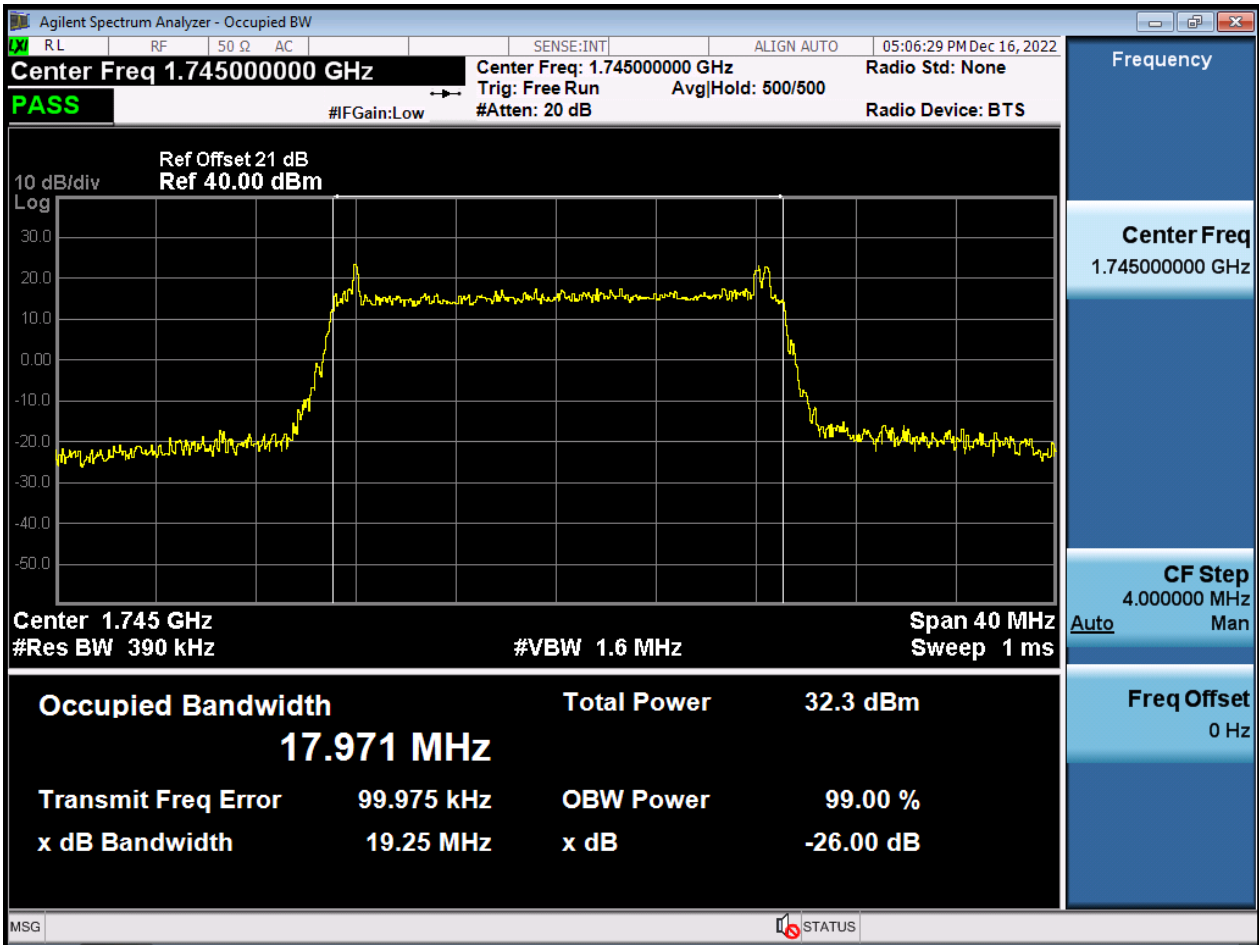 Agilent Spectrum Analyzer - Occupied BW
LXI RL RF 50 Ω AC SENSE:INT ALIGN AUTO 05:06:29 PM Dec 16, 2022
Center Freq 1.745000000 GHz
Center Freq: 1.745000000 GHz
Radio Std: None
PASS
Trig: Free Run Avg|Hold: 500/500
#IFGain:Low
#Atten: 20 dB
Radio Device: BTS
Ref Offset 21 dB
10 dB/div Ref 40.00 dBm
Log
30.0
20.0
10.0
0.00
-10.0
-20.0
-30.0
-40.0
-50.0
Center 1.745 GHz Span 40 MHz
#Res BW 390 kHz #VBW 1.6 MHz Sweep 1 ms
Occupied Bandwidth Total Power 32.3 dBm
17.971 MHz
Transmit Freq Error 99.975 kHz OBW Power 99.00 %
x dB Bandwidth 19.25 MHz x dB -26.00 dB
Frequency
Center Freq
1.745000000 GHz
CF Step
4.000000 MHz
Auto Man
Freq Offset
0 Hz
MSG STATUS